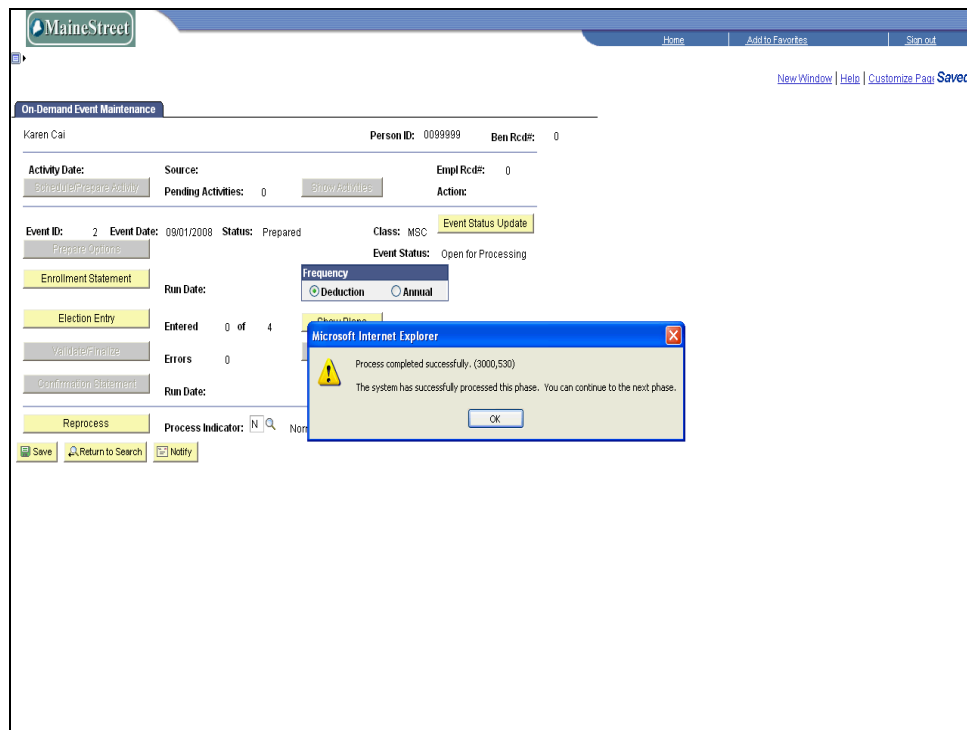 MaineStreet
Home Add to Favorites Sign out
New Window | Help | Customize Page Saved
On-Demand Event Maintenance
Karen Cai Person ID: 0099999 Ben Rcd#: 0
Activity Date: Source: Empl Rcd#: 0
Schedule/Prepare Activity Pending Activities: 0 Show Activities Action:
Event ID: 2 Event Date: 09/01/2008 Status: Prepared Class: MSC Event Status Update
Prepare Options Event Status: Open for Processing
Enrollment Statement Run Date: Frequency
Deduction Annual
Election Entry Entered 0 of 4 Show Plans
Validate/Finalize Errors 0
Confirmation Statement Run Date:
Reprocess Process Indicator: N Nor
Save Return to Search Notify
Microsoft Internet Explorer
Process completed successfully. (3000,530)
The system has successfully processed this phase. You can continue to the next phase.
OK